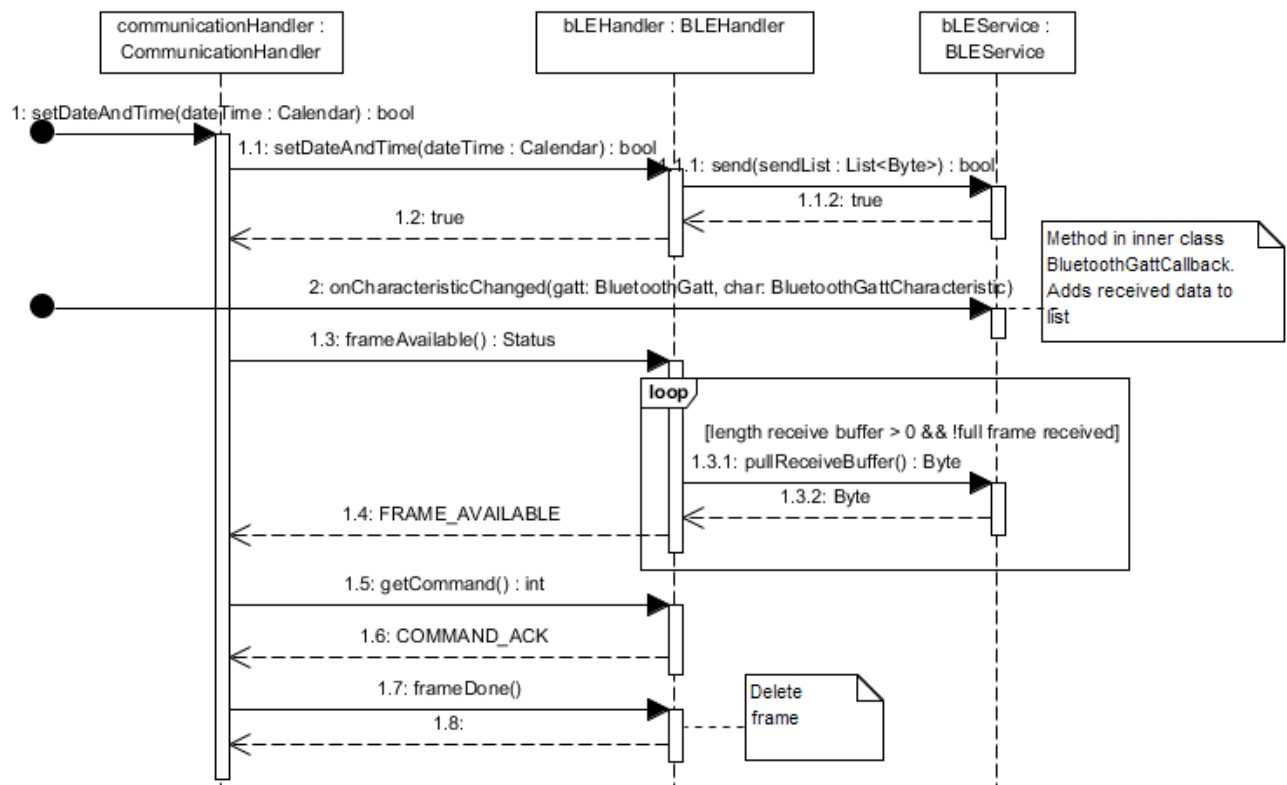 communicationHandler :
CommunicationHandler
bLEHandler : BLEHandler
bLEService :
BLEService
1: setDateAndTime(dateTime : Calendar) : bool
1.1: setDateAndTime(dateTime : Calendar) : bool
1.1.1: send(sendList : List<Byte>) : bool
1.1.2: true
1.2: true
Method in inner class
BluetoothGattCallback.
Adds received data to
list
2: onCharacteristicChanged(gatt: BluetoothGatt, char: BluetoothGattCharacteristic)
1.3: frameAvailable() : Status
loop
[length receive buffer > 0 && !full frame received]
1.3.1: pullReceiveBuffer() : Byte
1.3.2: Byte
1.4: FRAME_AVAILABLE
1.5: getCommand() : int
1.6: COMMAND_ACK
1.7: frameDone()
Delete
frame
1.8: